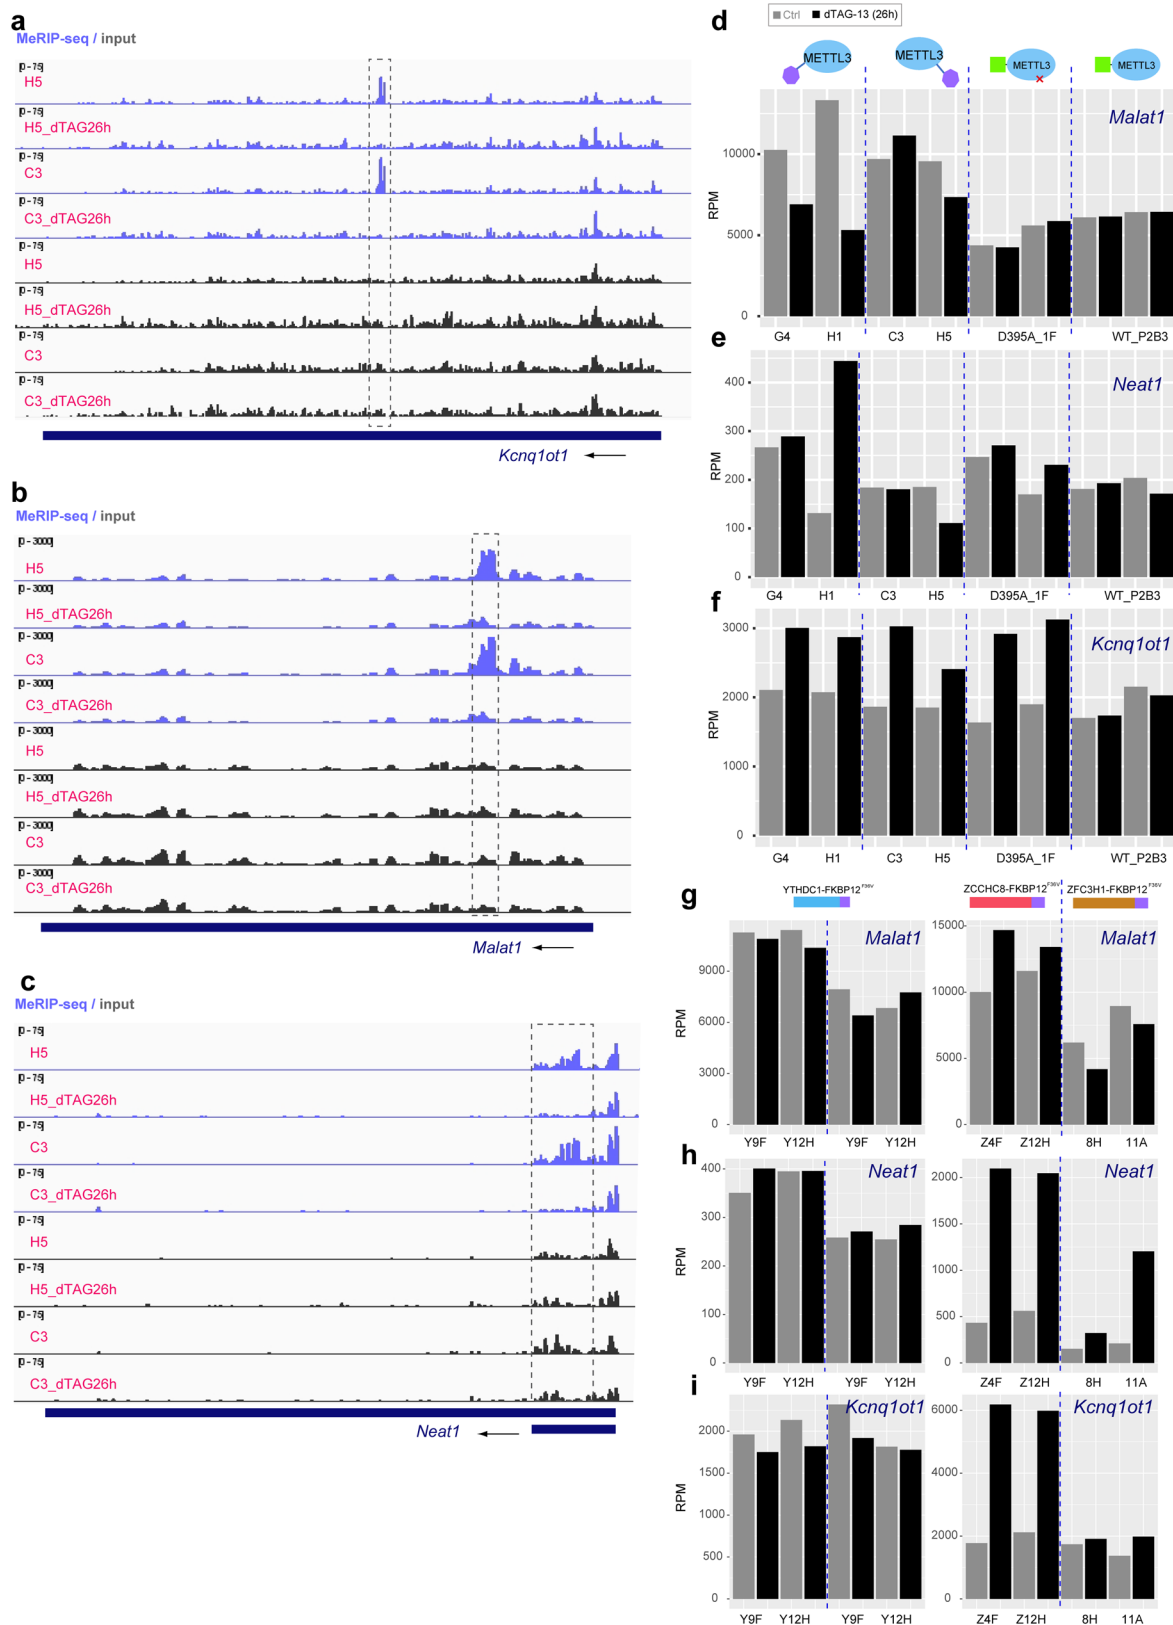 a
MeRIP-seq / input
[0 - 75]
H5
[0 - 75]
H5_dTAG26h
[0 - 75]
C3
[0 - 75]
C3_dTAG26h
[0 - 75]
H5
[0 - 75]
H5_dTAG26h
[0 - 75]
C3
[0 - 75]
C3_dTAG26h
Kcnq1ot1
b
MeRIP-seq / input
[0 - 3000]
H5
[0 - 3000]
H5_dTAG26h
[0 - 3000]
C3
[0 - 3000]
C3_dTAG26h
[0 - 3000]
H5
[0 - 3000]
H5_dTAG26h
[0 - 3000]
C3
[0 - 3000]
C3_dTAG26h
Malat1
c
MeRIP-seq / input
[0 - 75]
H5
[0 - 75]
H5_dTAG26h
[0 - 75]
C3
[0 - 75]
C3_dTAG26h
[0 - 75]
H5
[0 - 75]
H5_dTAG26h
[0 - 75]
C3
[0 - 75]
C3_dTAG26h
Neat1
d
Ctrl dTAG-13 (26h)
METTL3 METTL3 METTL3 METTL3
Malat1
RPM
10000
5000
0
G4 H1 C3 H5 D395A_1F WT_P2B3
e
Neat1
RPM
400
300
200
100
0
G4 H1 C3 H5 D395A_1F WT_P2B3
f
Kcnq1ot1
RPM
3000
2000
1000
0
G4 H1 C3 H5 D395A_1F WT_P2B3
g
YTHDC1-FKBP12F36V ZCCHC8-FKBP12F36V ZFC3H1-FKBP12F36V
Malat1
RPM
9000
6000
3000
0
Y9F Y12H Y9F Y12H
Malat1
15000
10000
5000
0
Z4F Z12H 8H 11A
h
Neat1
RPM
400
300
200
100
0
Y9F Y12H Y9F Y12H
Neat1
2000
1500
1000
500
0
Z4F Z12H 8H 11A
i
Kcnq1ot1
RPM
2000
1500
1000
500
0
Y9F Y12H Y9F Y12H
Kcnq1ot1
6000
4000
2000
0
Z4F Z12H 8H 11A